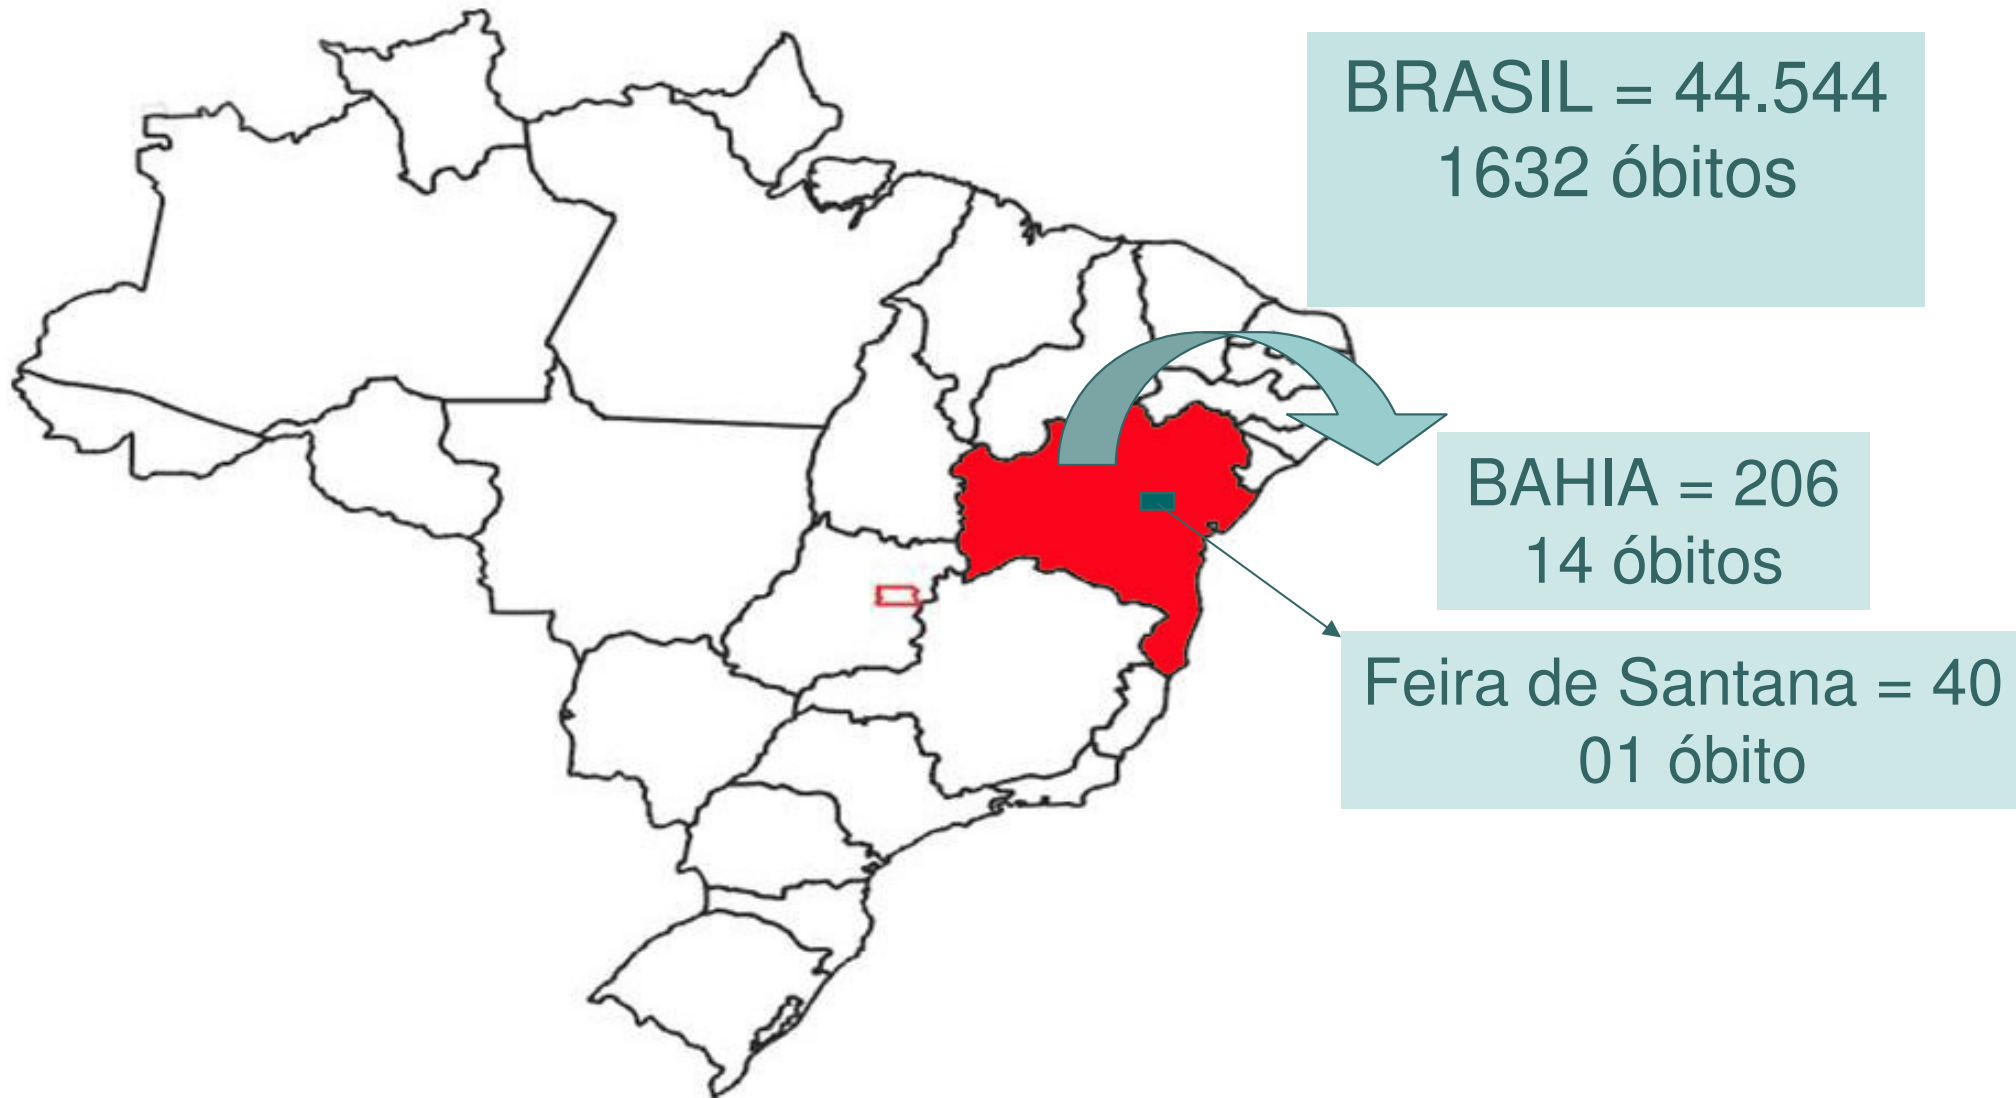 BRASIL = 44.544
1632 óbitos
BAHIA = 206
14 óbitos
Feira de Santana = 40
01 óbito